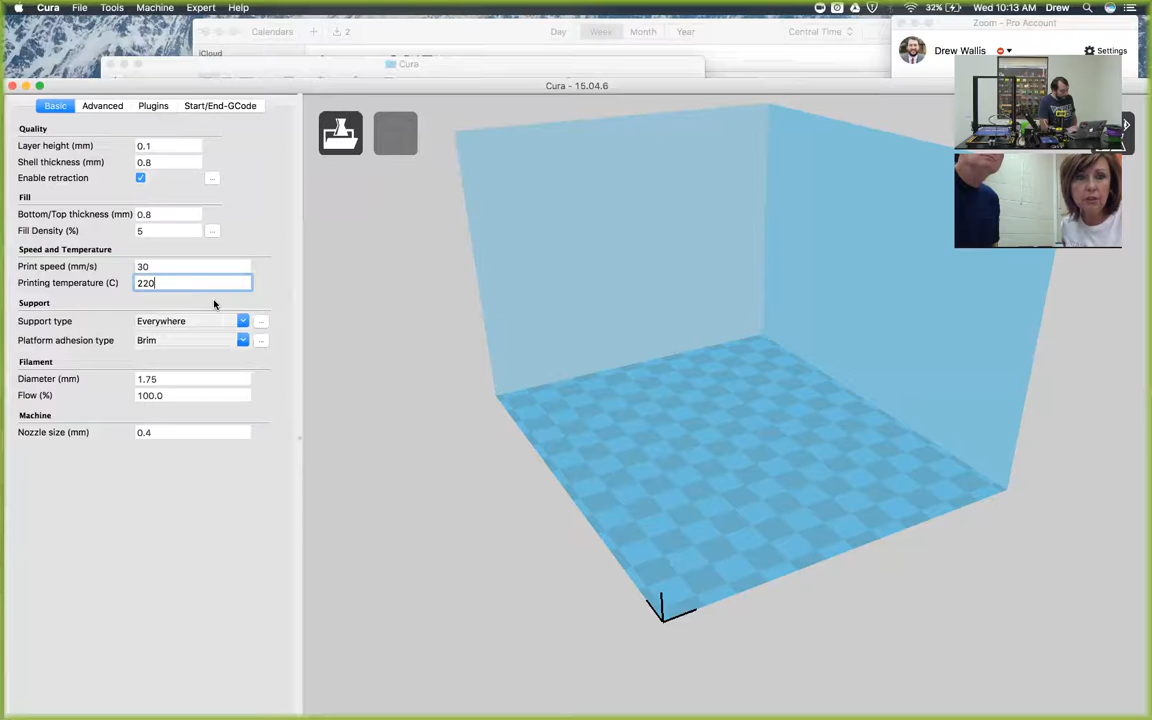 Cura File Tools Machine Expert Help 32% Wed 10:13 AM Drew
Calendars + 2 Day Week Month Year Central Time
Zoom - Pro Account
iCloud
Drew Wallis Settings
Cura
Cura - 15.04.6
Basic Advanced Plugins Start/End-GCode
Quality
Layer height (mm) 0.1
Shell thickness (mm) 0.8
Enable retraction ...
Fill
Bottom/Top thickness (mm) 0.8
Fill Density (%) 5 ...
Speed and Temperature
Print speed (mm/s) 30
Printing temperature (C) 220
Support
Support type Everywhere ...
Platform adhesion type Brim ...
Filament
Diameter (mm) 1.75
Flow (%) 100.0
Machine
Nozzle size (mm) 0.4